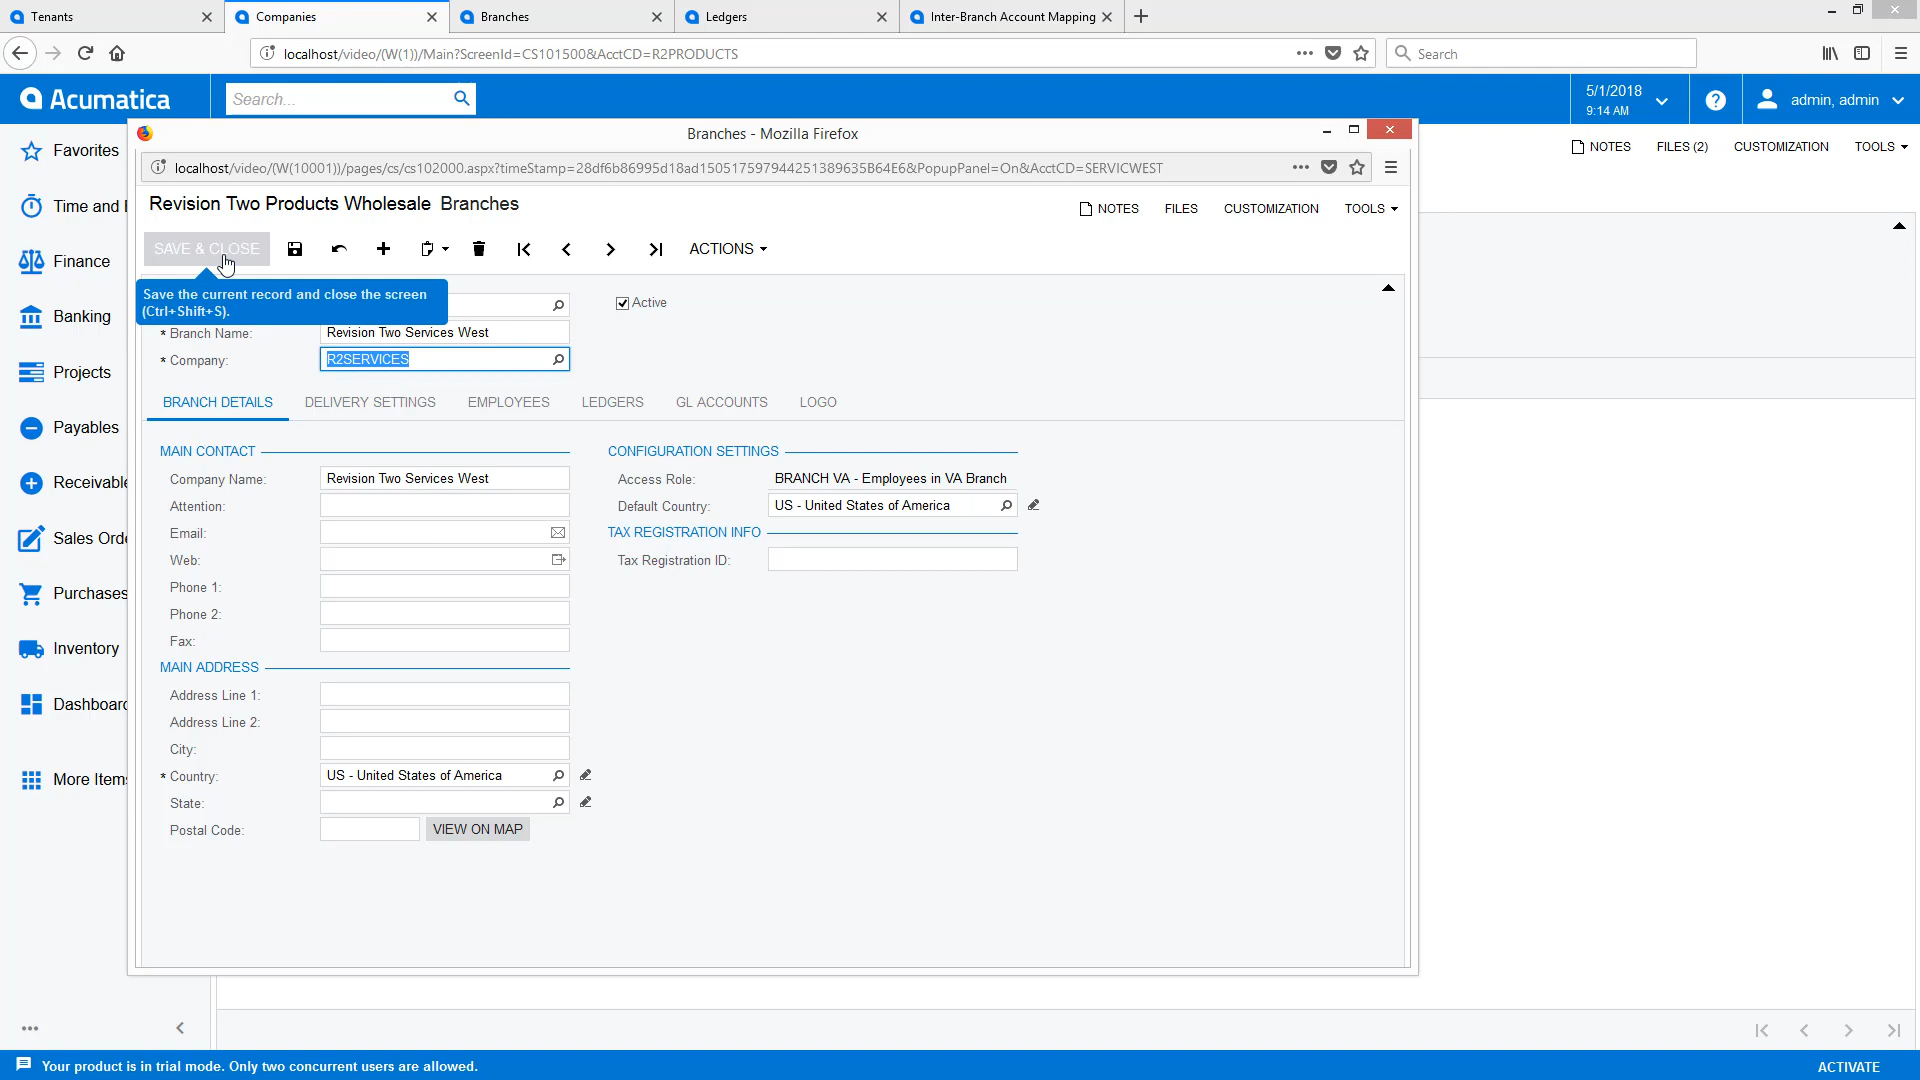 Tenants
Companies
Branches
Ledgers
Inter-Branch Account Mapping
localhost/video/(W(1))/Main?ScreenId=CS101500&AcctCD=R2PRODUCTS
Search
Acumatica
Search...
5/1/2018
9:14 AM
admin, admin
NOTES
FILES (2)
CUSTOMIZATION
TOOLS
Favorites
Time and
Finance
Banking
Projects
Payables
Receivable
Sales Orde
Purchases
Inventory
Dashboard
More Items
Branches - Mozilla Firefox
localhost/video/(W(10001))/pages/cs/cs102000.aspx?timeStamp=28df6b86995d18ad150517597944251389635B64E6&PopupPanel=On&AcctCD=SERVICWEST
Revision Two Products Wholesale Branches
NOTES
FILES
CUSTOMIZATION
TOOLS
SAVE & CLOSE
ACTIONS
Save the current record and close the screen
(Ctrl+Shift+S).
Active
* Branch Name: Revision Two Services West
* Company: R2SERVICES
BRANCH DETAILS
DELIVERY SETTINGS
EMPLOYEES
LEDGERS
GL ACCOUNTS
LOGO
MAIN CONTACT
Company Name: Revision Two Services West
Attention:
Email:
Web:
Phone 1:
Phone 2:
Fax:
MAIN ADDRESS
Address Line 1:
Address Line 2:
City:
* Country: US - United States of America
State:
Postal Code:
VIEW ON MAP
CONFIGURATION SETTINGS
Access Role: BRANCH VA - Employees in VA Branch
Default Country: US - United States of America
TAX REGISTRATION INFO
Tax Registration ID:
Your product is in trial mode. Only two concurrent users are allowed.
ACTIVATE